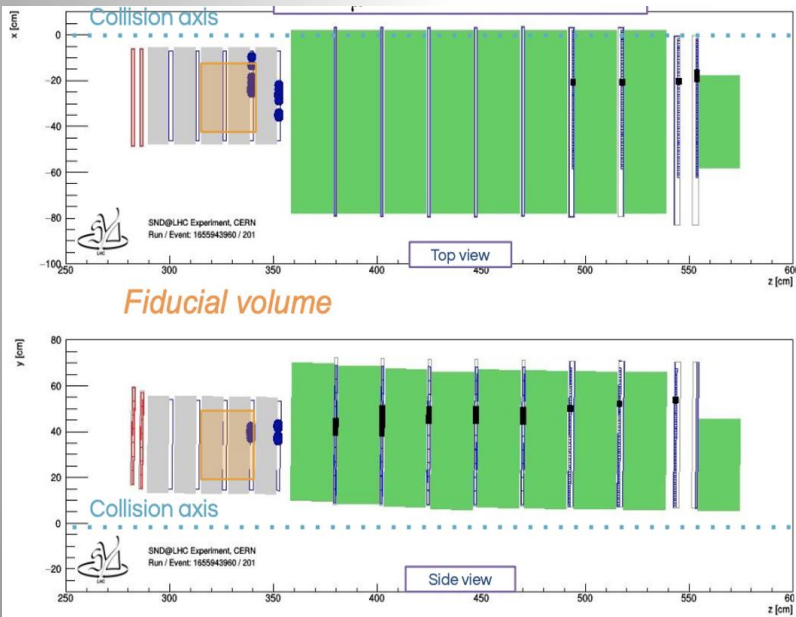 x [cm]
Collision axis
0
−20
−40
−60
−80
−100
SND@LHC Experiment, CERN
Run / Event: 1655943960 / 201
LHC
Top view
250
300
350
400
450
500
550
60
z [cm]
Fiducial volume
y [cm]
80
60
40
20
0
−20
Collision axis
SND@LHC Experiment, CERN
Run / Event: 1655943960 / 201
LHC
Side view
250
300
350
400
450
500
550
60
z [cm]